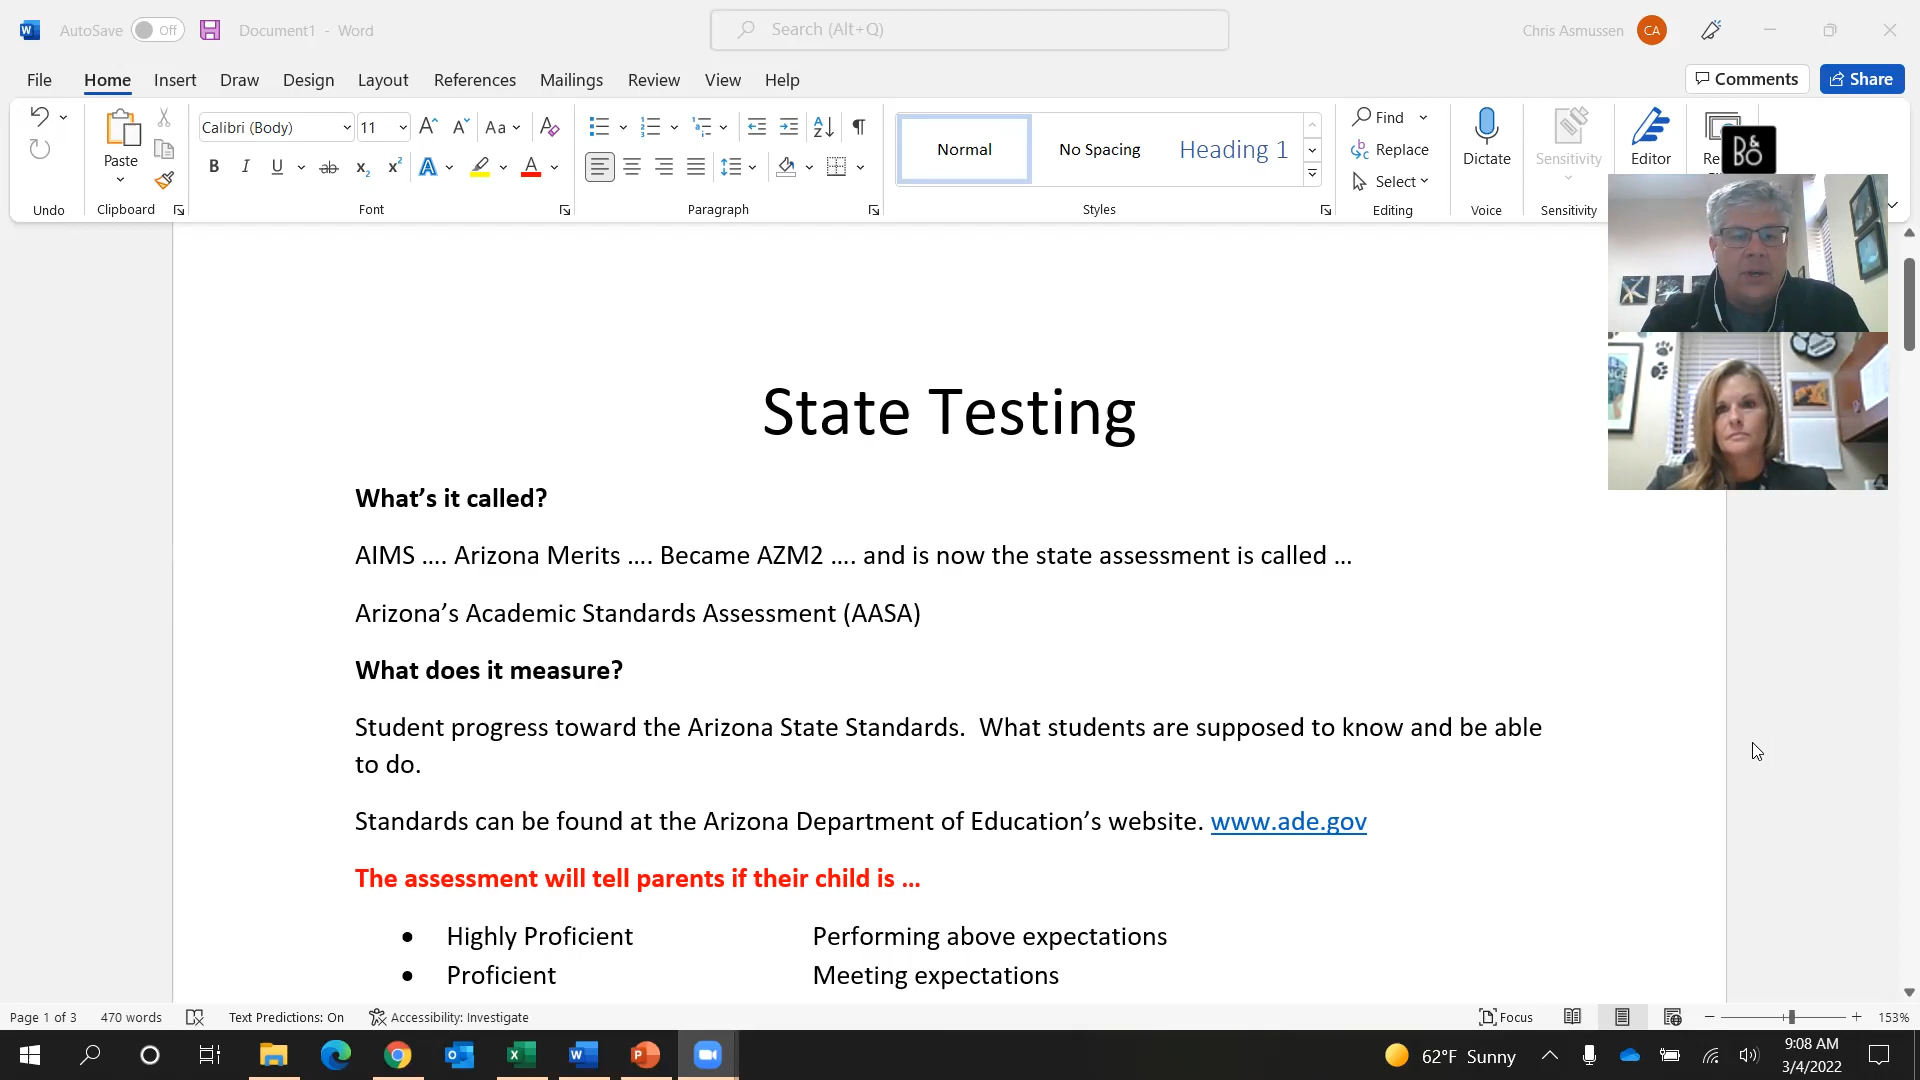 AutoSave Off Document1 - Word Search (Alt+Q) Chris Asmussen CA
File Home Insert Draw Design Layout References Mailings Review View Help Comments Share
Calibri (Body) 11 Aa
Paste
Normal No Spacing Heading 1
Find
Replace
Select
Dictate Sensitivity Editor
B&O
Undo Clipboard Font Paragraph Styles Editing Voice Sensitivity
State Testing
What’s it called?
AIMS …. Arizona Merits …. Became AZM2 …. and is now the state assessment is called …
Arizona’s Academic Standards Assessment (AASA)
What does it measure?
Student progress toward the Arizona State Standards.  What students are supposed to know and be able
to do.
Standards can be found at the Arizona Department of Education’s website. www.ade.gov
The assessment will tell parents if their child is …
• Highly Proficient Performing above expectations
• Proficient Meeting expectations
Page 1 of 3 470 words Text Predictions: On Accessibility: Investigate Focus 153%
62°F Sunny 9:08 AM
3/4/2022